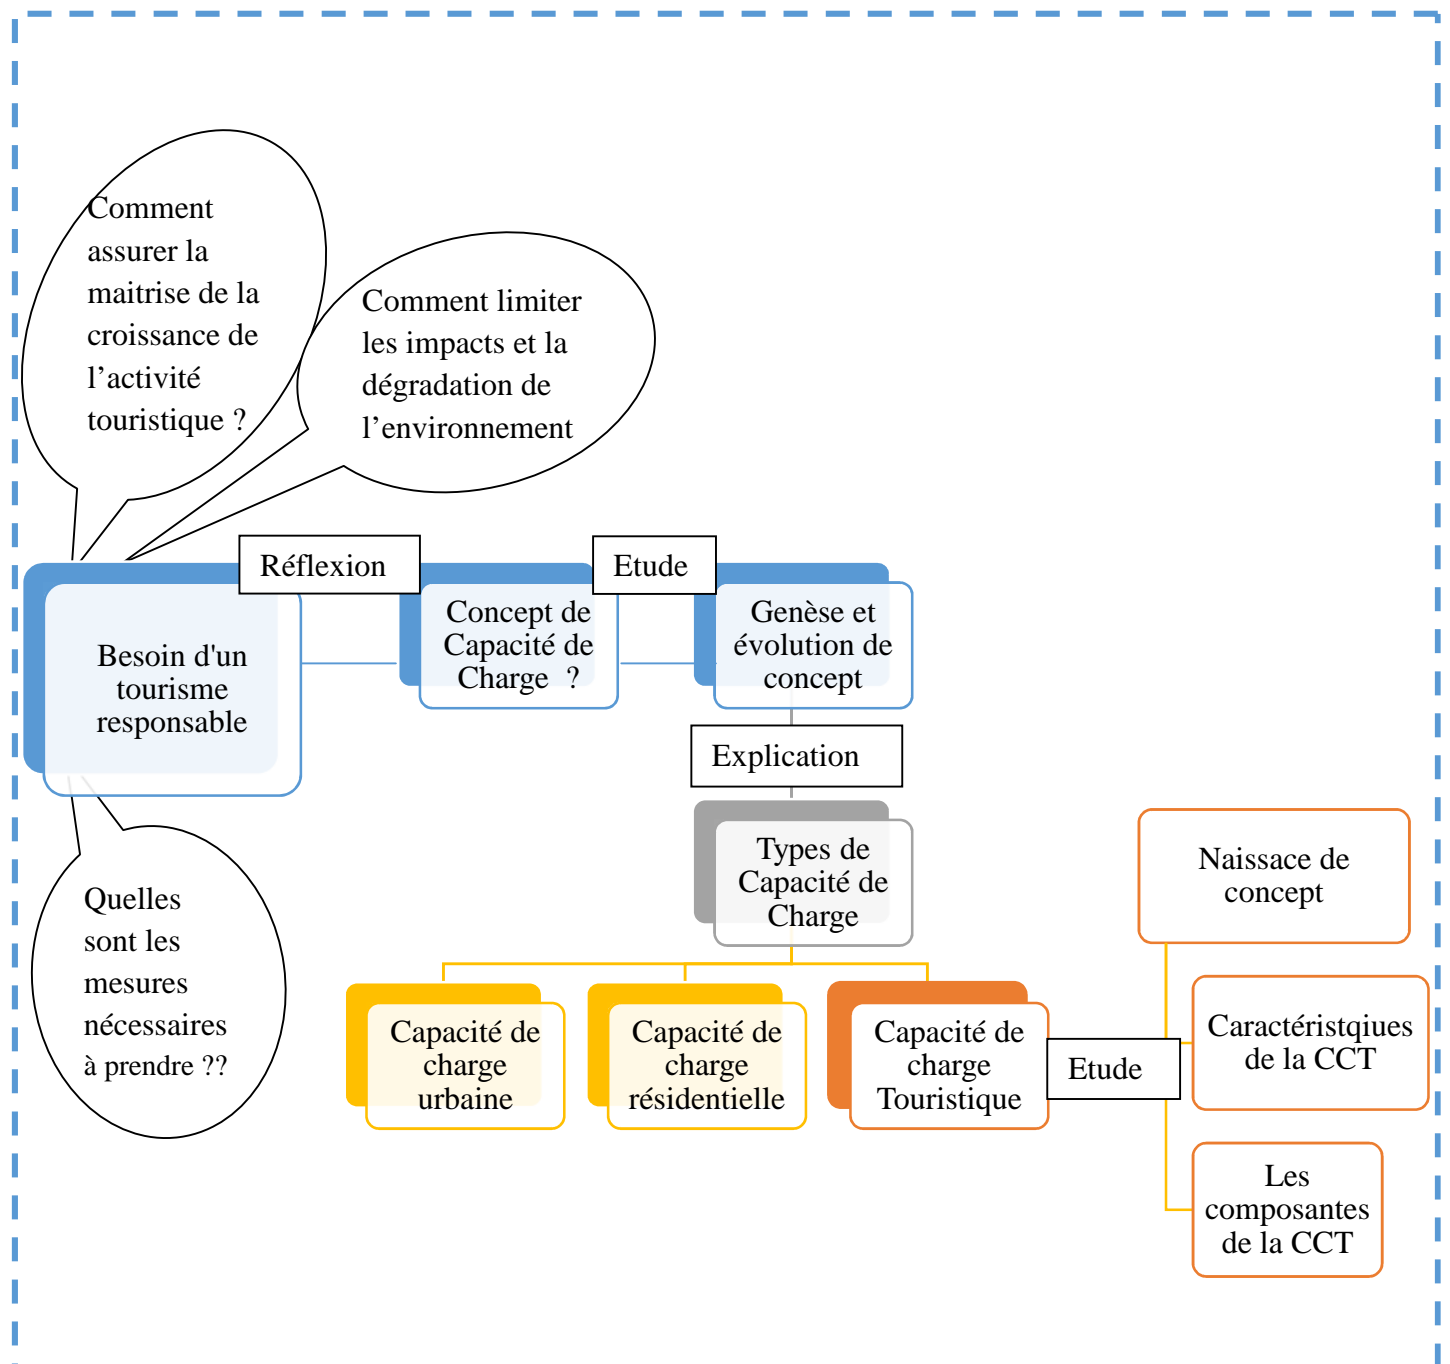 Comment
assurer la
maitrise de la
croissance de
l’activité
touristique ?
Comment limiter
les impacts et la
dégradation de
l’environnement
Réflexion
Etude
Besoin d'un
tourisme
responsable
Concept de
Capacité de
Charge ?
Genèse et
évolution de
concept
Explication
Types de
Capacité de
Charge
Quelles
sont les
mesures
nécessaires
à prendre ??
Capacité de
charge
urbaine
Capacité de
charge
résidentielle
Capacité de
charge
Touristique
Etude
Naissace de
concept
Caractéristqiues
de la CCT
Les
composantes
de la CCT